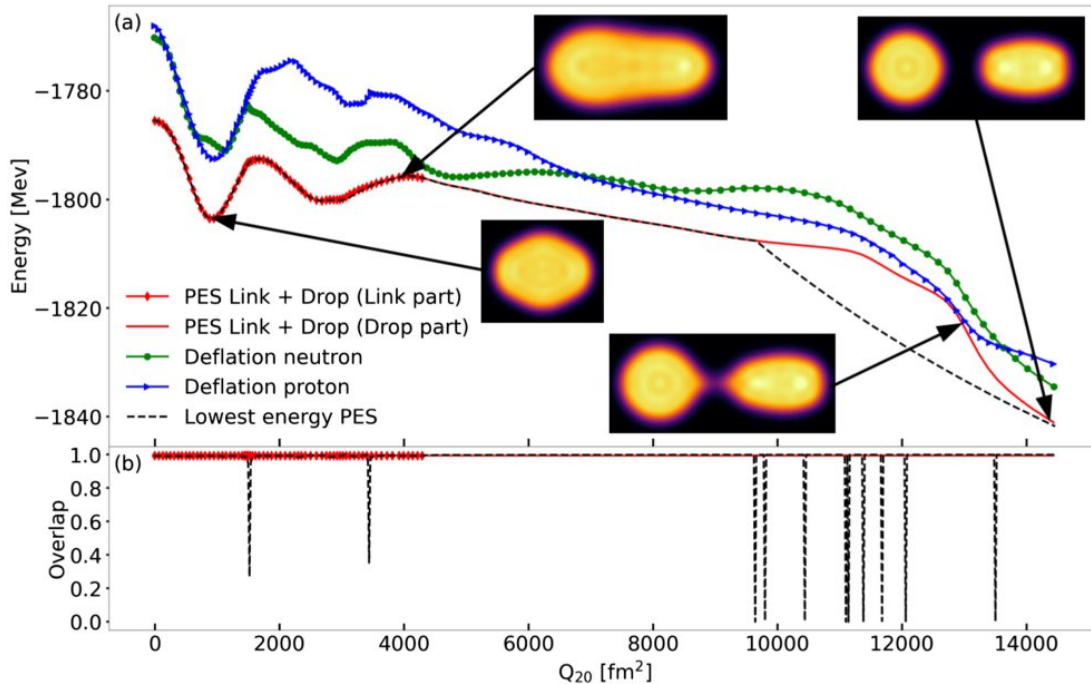 (a)
Energy [Mev]
−1780
−1800
−1820
−1840
PES Link + Drop (Link part)
PES Link + Drop (Drop part)
Deflation neutron
Deflation proton
Lowest energy PES
(b)
Overlap
1.0
0.8
0.6
0.4
0.2
0.0
0
2000
4000
6000
8000
10000
12000
14000
Q₂₀ [fm²]